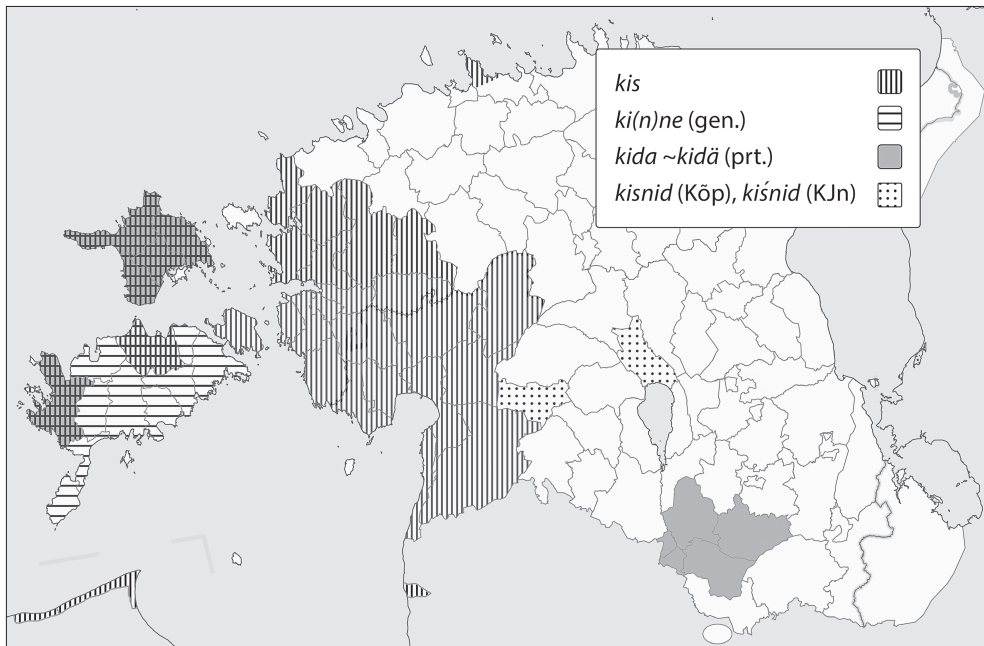 kis
ki(n)ne (gen.)
kida ~kidä (prt.)
kisnid (Kõp), kiśnid (KJn)